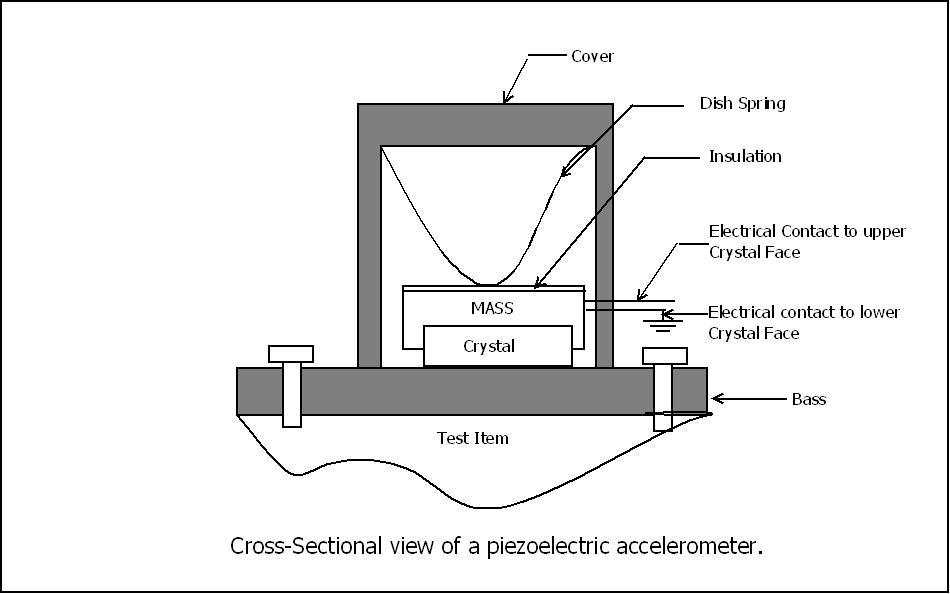 Cover
Dish Spring
Insulation
Electrical Contact to upper
Crystal Face
MASS
Electrical contact to lower
Crystal Face
Crystal
Bass
Test Item
Cross-Sectional view of a piezoelectric accelerometer.